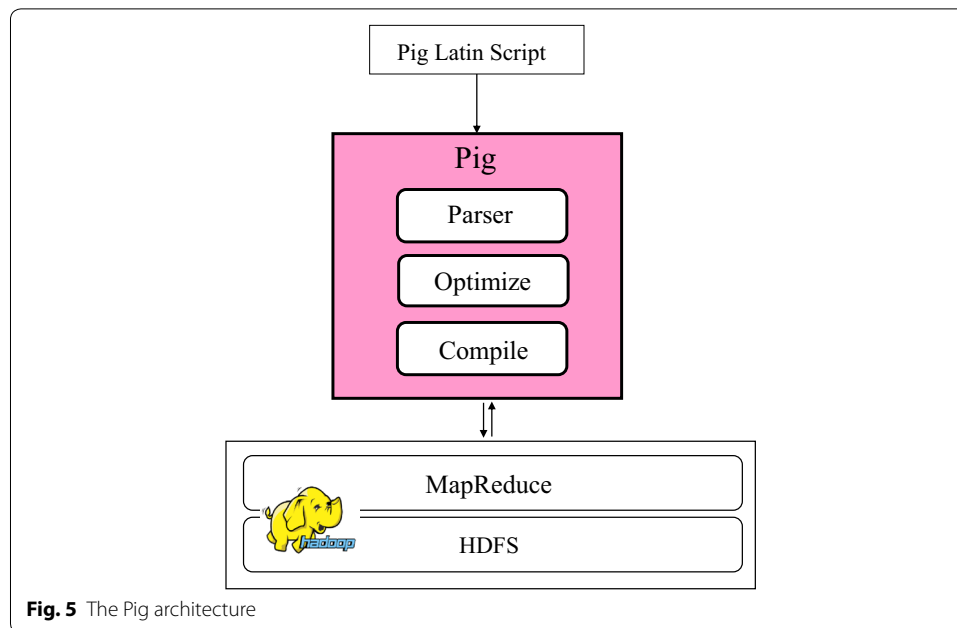 Pig Latin Script
Pig
Parser
Optimize
Compile
MapReduce
hadoop
HDFS
Fig. 5 The Pig architecture